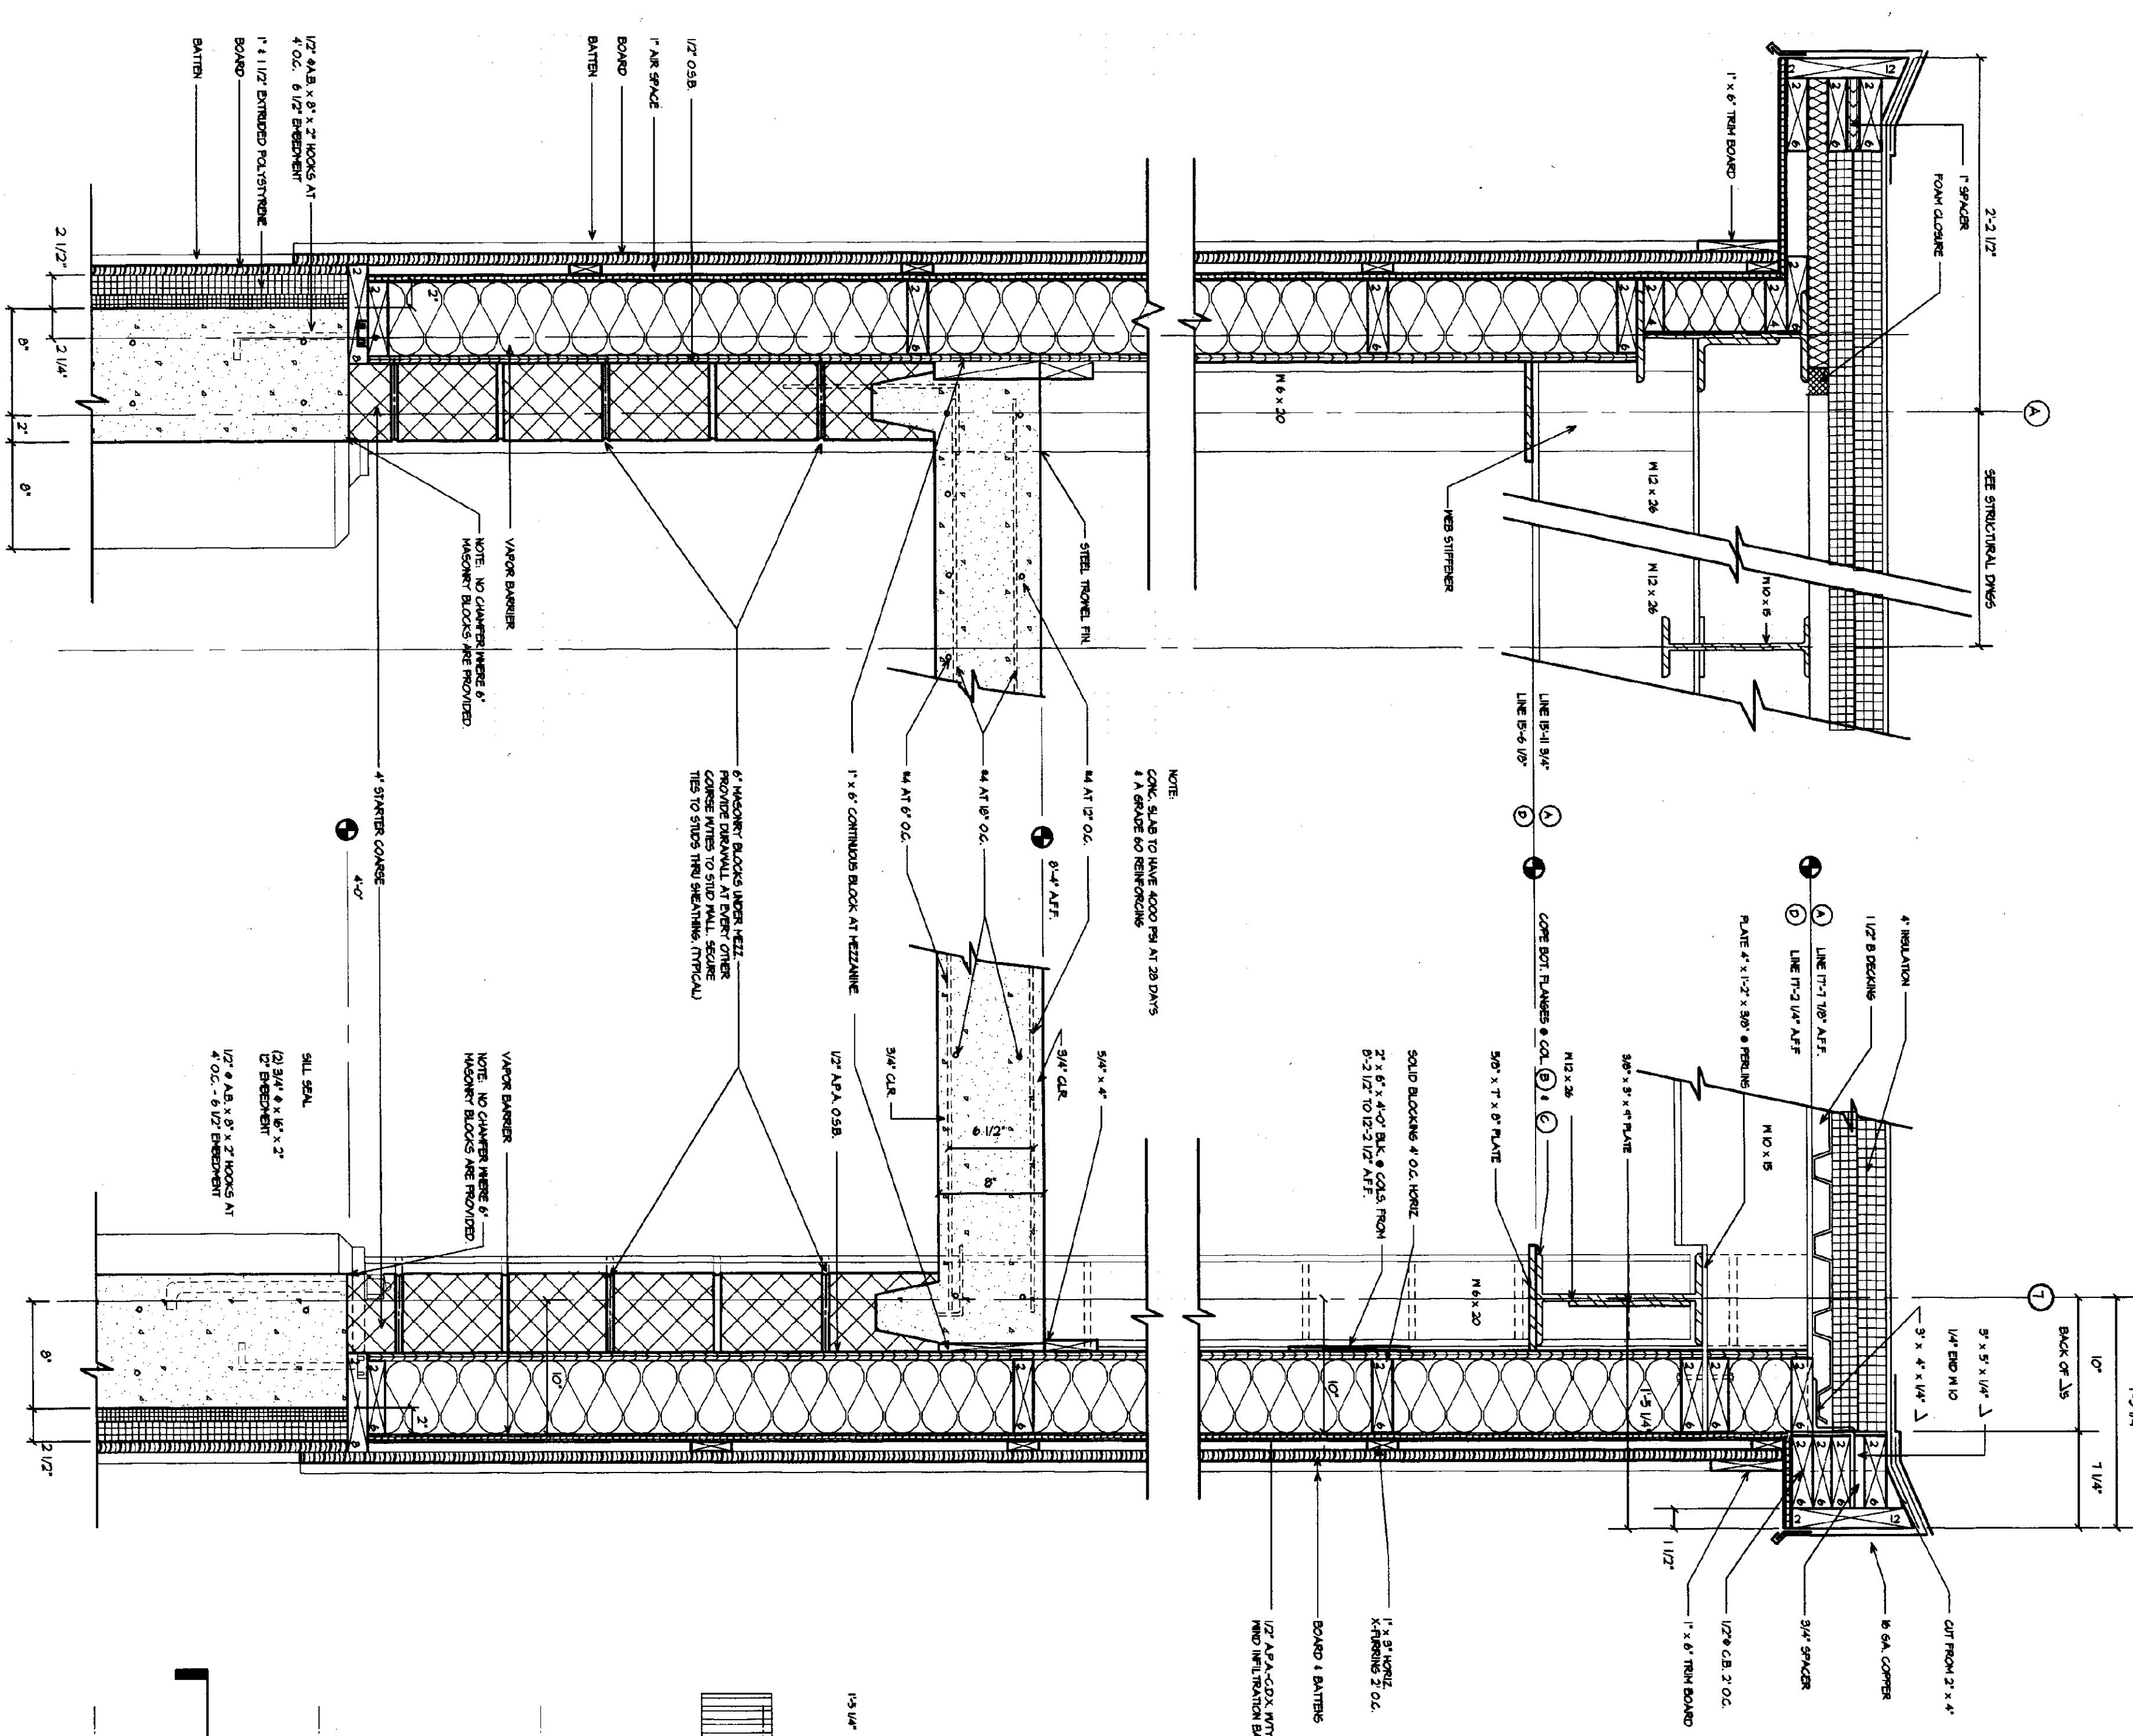 2'-2 1/2"
SEE STRUCTURAL DWGS
A
1" SPACER
FOAM CLOSURE
1" x 6" TRIM BOARD
1/2" O.S.B.
1" AIR SPACE
BOARD
BATTEN
1/2" ⌀ A.B. x 8" x 2" HOOKS AT
4' O.C. 6 1/2" EMBEDMENT
1" & 1 1/2" EXTRUDED POLYSTYRENE
BOARD
BATTEN
2 1/2"
2 1/4"
8"
2"
8"
2"
W 6 x 20
W 12 x 26
WEB STIFFENER
W 12 x 26
W 10 x 15
STEEL TROWEL FIN.
VAPOR BARRIER
NOTE: NO CHAMFER WHERE 6"
MASONRY BLOCKS ARE PROVIDED.
LINE 15'-11 3/4"
A
LINE 15'-6 1/8"
D
NOTE:
CONC. SLAB TO HAVE 4000 PSI AT 28 DAYS
& A GRADE 60 REINFORCING
#4 AT 12" O.C.
8'-4" A.F.F.
#4 AT 18" O.C.
#4 AT 6" O.C.
1" x 6" CONTINUOUS BLOCK AT MEZZANINE
6" MASONRY BLOCKS UNDER MEZZ.
PROVIDE DURAWALL AT EVERY OTHER
COURSE W/TIES TO STUD WALL. SECURE
TIES TO STUDS THRU SHEATHING. (TYPICAL)
4" STARTER COARSE
4'-0"
4" INSULATION
1 1/2" B DECKING
A
LINE 17'-7 7/8" A.F.F.
D
LINE 17'-2 1/4" A.F.F
PLATE 4" x 1'-2" x 3/8" @ PERLINS
W 10 x 15
3/8" x 3" x 9" PLATE
W 12 x 26
COPE BOT. FLANGES @ COL. B & C
5/8" x 7" x 8" PLATE
W 6 x 20
SOLID BLOCKING 4' O.C. HORIZ.
2" x 6" x 4'-0" BLK. @ COLS. FROM
8'-2 1/2" TO 12'-2 1/2" A.F.F.
5/4" x 4"
3/4" CLR.
6 1/2"
8"
3/4" CLR.
1/2" A.P.A. O.S.B.
VAPOR BARRIER
NOTE: NO CHAMFER WHERE 6"
MASONRY BLOCKS ARE PROVIDED.
SILL SEAL
(2) 3/4" ⌀ x 16" x 2"
12" EMBEDMENT
1/2" ⌀ A.B. x 8" x 2" HOOKS AT
4' O.C. - 6 1/2" EMBEDMENT
7
BACK OF
10"
7 1/4"
3" x 4" x 1/4"
1/4" END W 10
3" x 3" x 1/4"
10"
10"
1'-5 1/4"
8"
2"
2 1/2"
1 1/2"
CUT FROM 2" x 4"
16 GA. COPPER
3/4" SPACER
1/2" ⌀ C.B. 2' O.C.
1" x 6" TRIM BOARD
1" x 3" HORIZ.
X-FURRING 2' O.C.
BOARD & BATTENS
1/2" A.P.A.-C.D.X. W/TY
WIND INFILTRATION BA
1'-5 1/4"